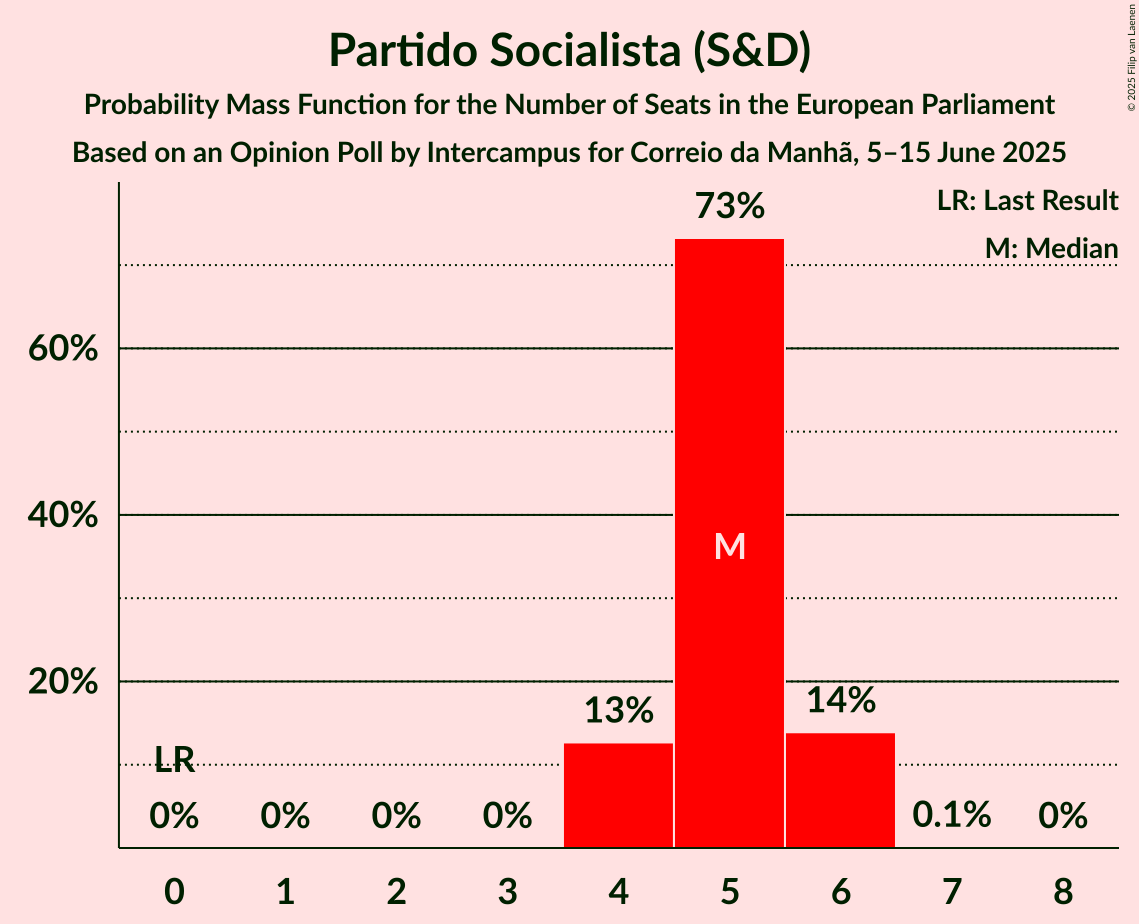 Partido Socialista (S&D)
Probability Mass Function for the Number of Seats in the European Parliament
Based on an Opinion Poll by Intercampus for Correio da Manhã, 5–15 June 2025
© 2025 Filip van Laenen
LR: Last Result
M: Median
73%
60%
40%
M
20%
13%
14%
LR
0%
0%
0%
0%
0.1%
0%
0
1
2
3
4
5
6
7
8